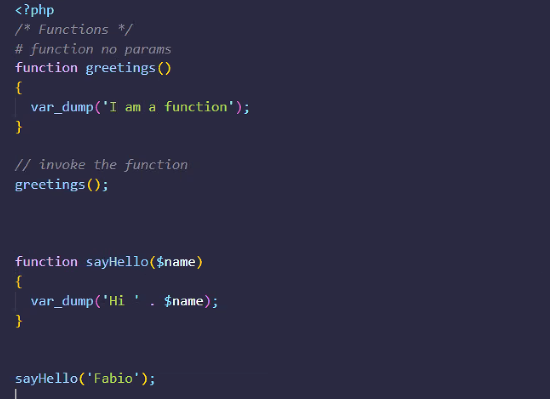 <?php
/* Functions */
# function no params
function greetings()
{
var_dump('I am a function');
}
// invoke the function
greetings();
function sayHello($name)
{
var_dump('Hi ' . $name);
}
sayHello('Fabio');